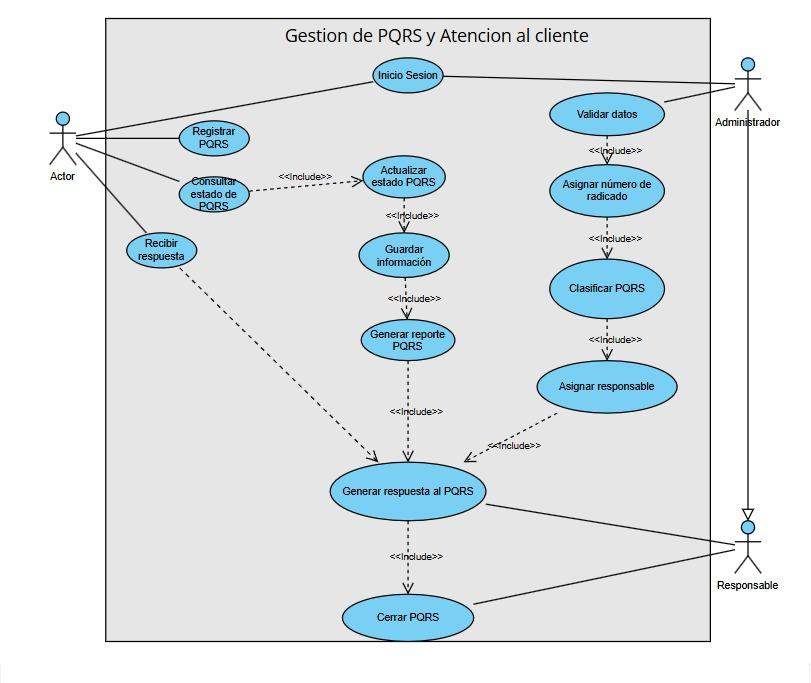 Gestion de PQRS y Atencion al cliente
Inicio Sesion
Administrador
Validar datos
Actor
Registrar
PQRS
<<Include>>
Consultar
estado de
PQRS
<<Include>>
Actualizar
estado PQRS
Asignar número de
radicado
<<Include>>
Recibir
respuesta
Guardar
información
<<Include>>
<<Include>>
Clasificar PQRS
Generar reporte
PQRS
<<Include>>
Asignar responsable
<<Include>>
<<Include>>
Generar respuesta al PQRS
<<Include>>
Responsable
Cerrar PQRS